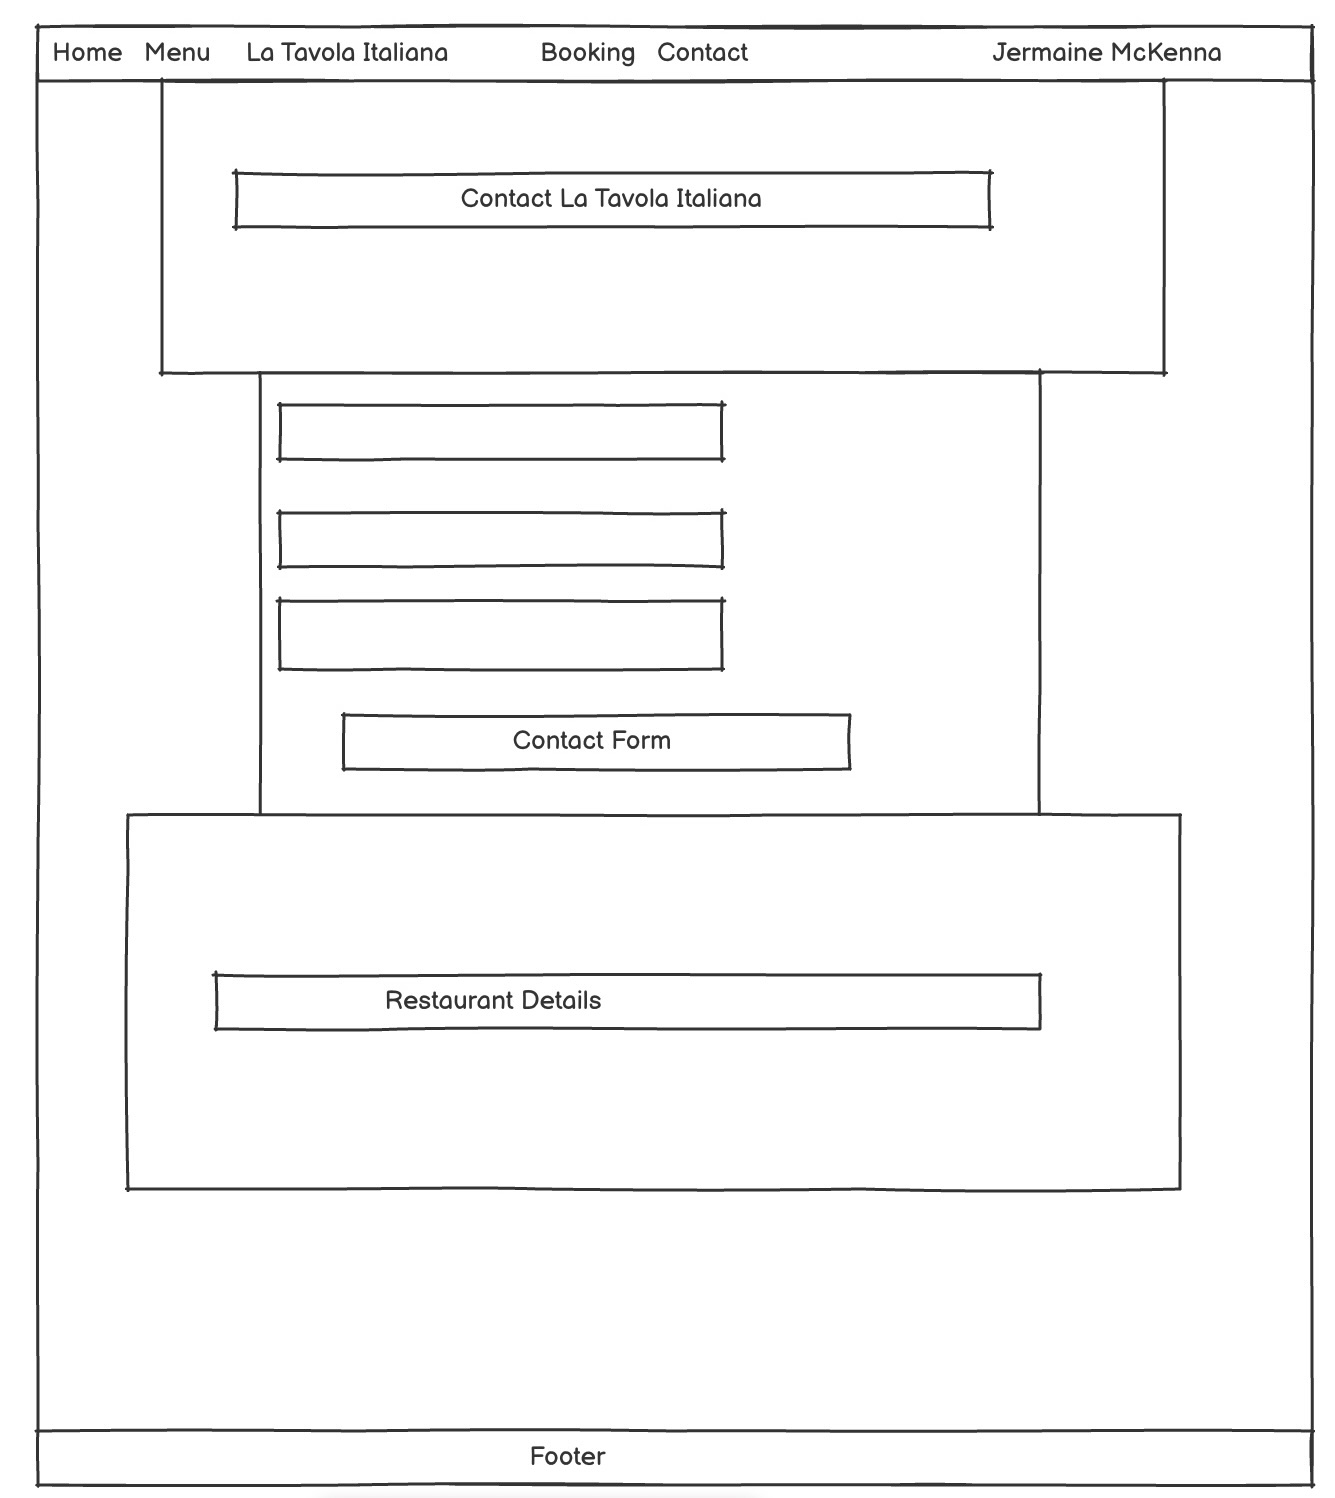 Home Menu La Tavola Italiana Booking Contact Jermaine McKenna
Contact La Tavola Italiana
Contact Form
Restaurant Details
Footer